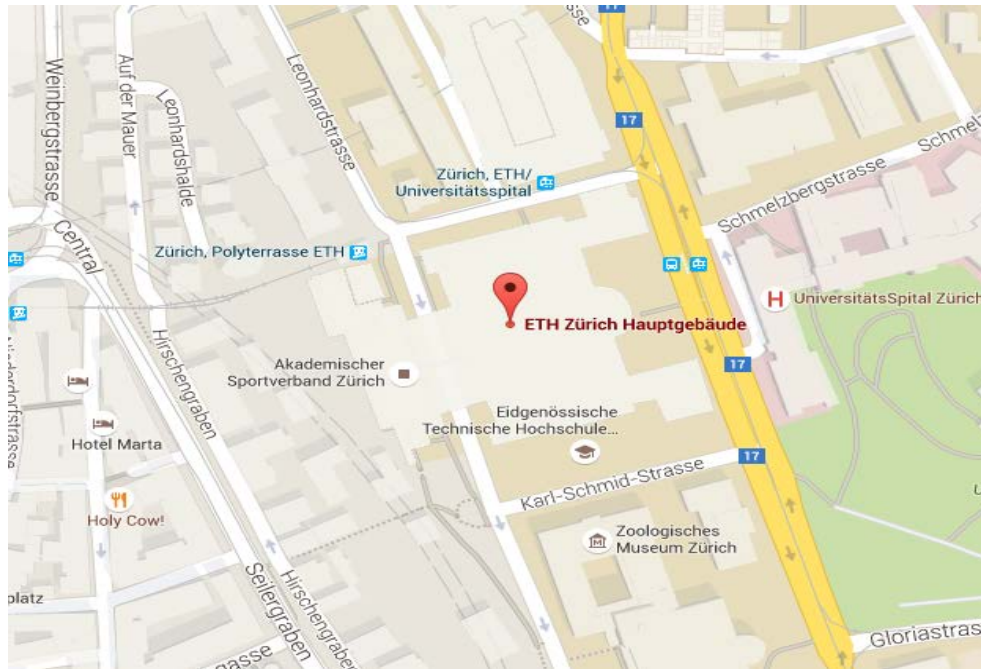 17
Weinbergstrasse
Auf der Mauer
Leonhardshalde
Leonhardstrasse
17
Schmelzbergstrasse
Zürich, ETH/
Universitätsspital
Central
Zürich, Polyterrasse ETH
H
UniversitätsSpital Zürich
ETH Zürich Hauptgebäude
Hirschengraben
Akademischer
Sportverband Zürich
17
Eidgenössische
Technische Hochschule...
Hotel Marta
17
Karl-Schmid-Strasse
Holy Cow!
M
Zoologisches
Museum Zürich
Seilergraben
Hirschengraben
platz
gasse
Gloriastras